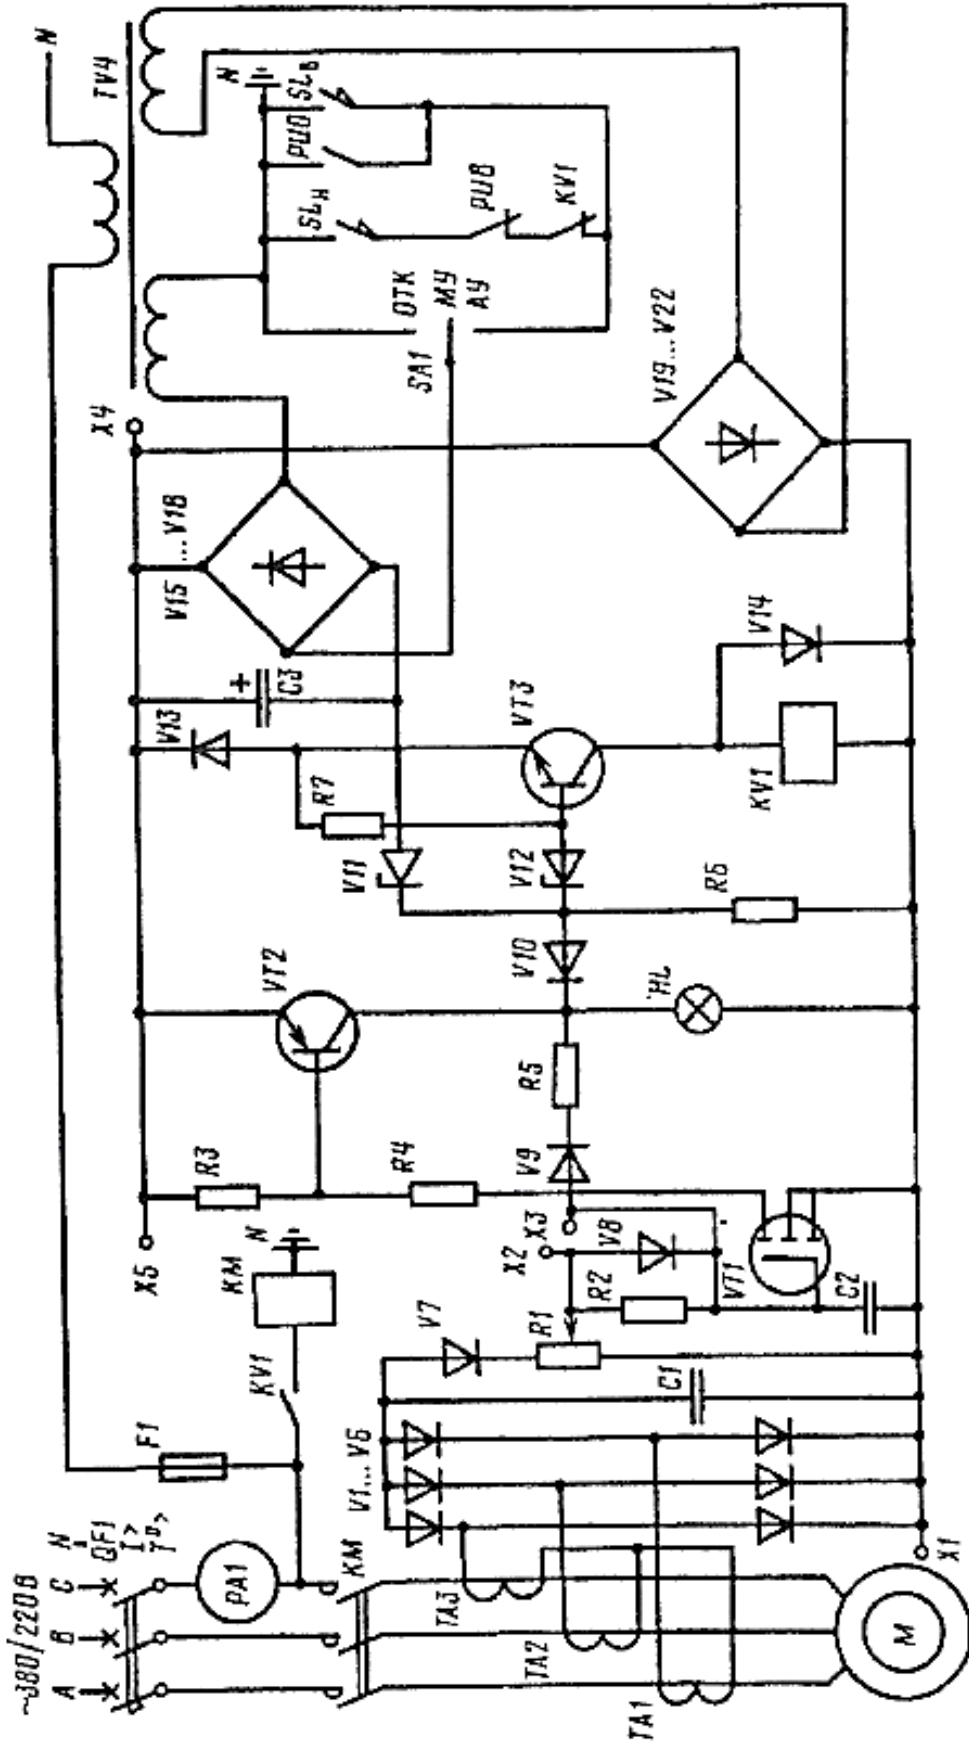 ~380/220В
A
B
C
N
QF1
I>
I°>
PA1
F1
KM
KV1
KM
N
X5
R3
VT2
V13
C3
+
V15
...V18
X4
TV4
N
TA3
TA2
TA1
V1...V6
V7
C1
R1
R2
X2
X3
V8
VT1
C2
R4
V9
R5
V10
HL
V11
V12
R7
R6
VT3
KV1
V14
SA1
ОТК
МУ
АУ
SLн
PU0
SLв
N
PUВ
KV1
V19...V22
M
X1